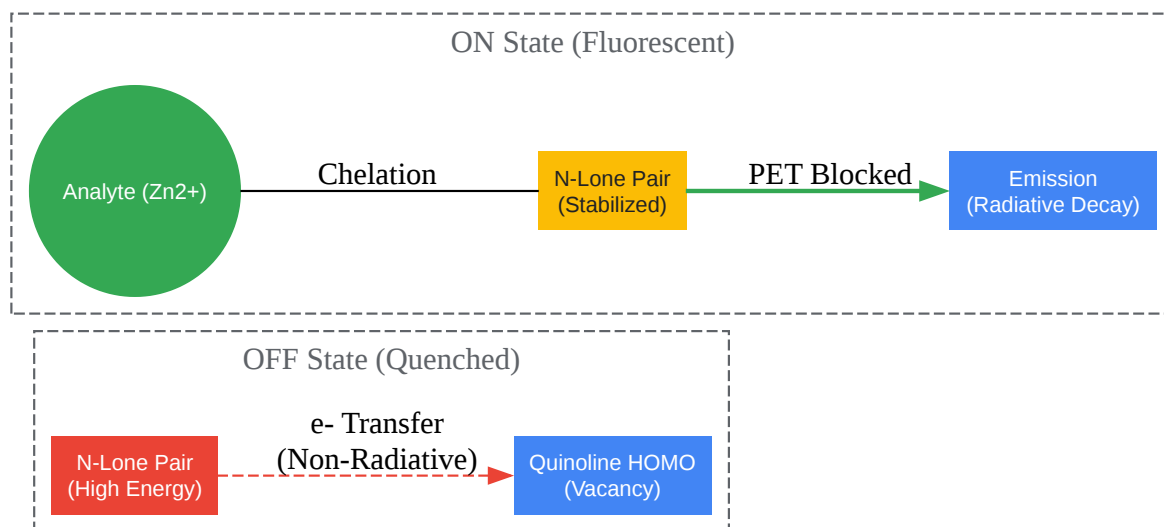 ON State (Fluorescent)
Analyte (Zn2+)
Chelation
N-Lone Pair
(Stabilized)
PET Blocked
Emission
(Radiative Decay)
OFF State (Quenched)
N-Lone Pair
(High Energy)
e- Transfer
(Non-Radiative)
Quinoline HOMO
(Vacancy)